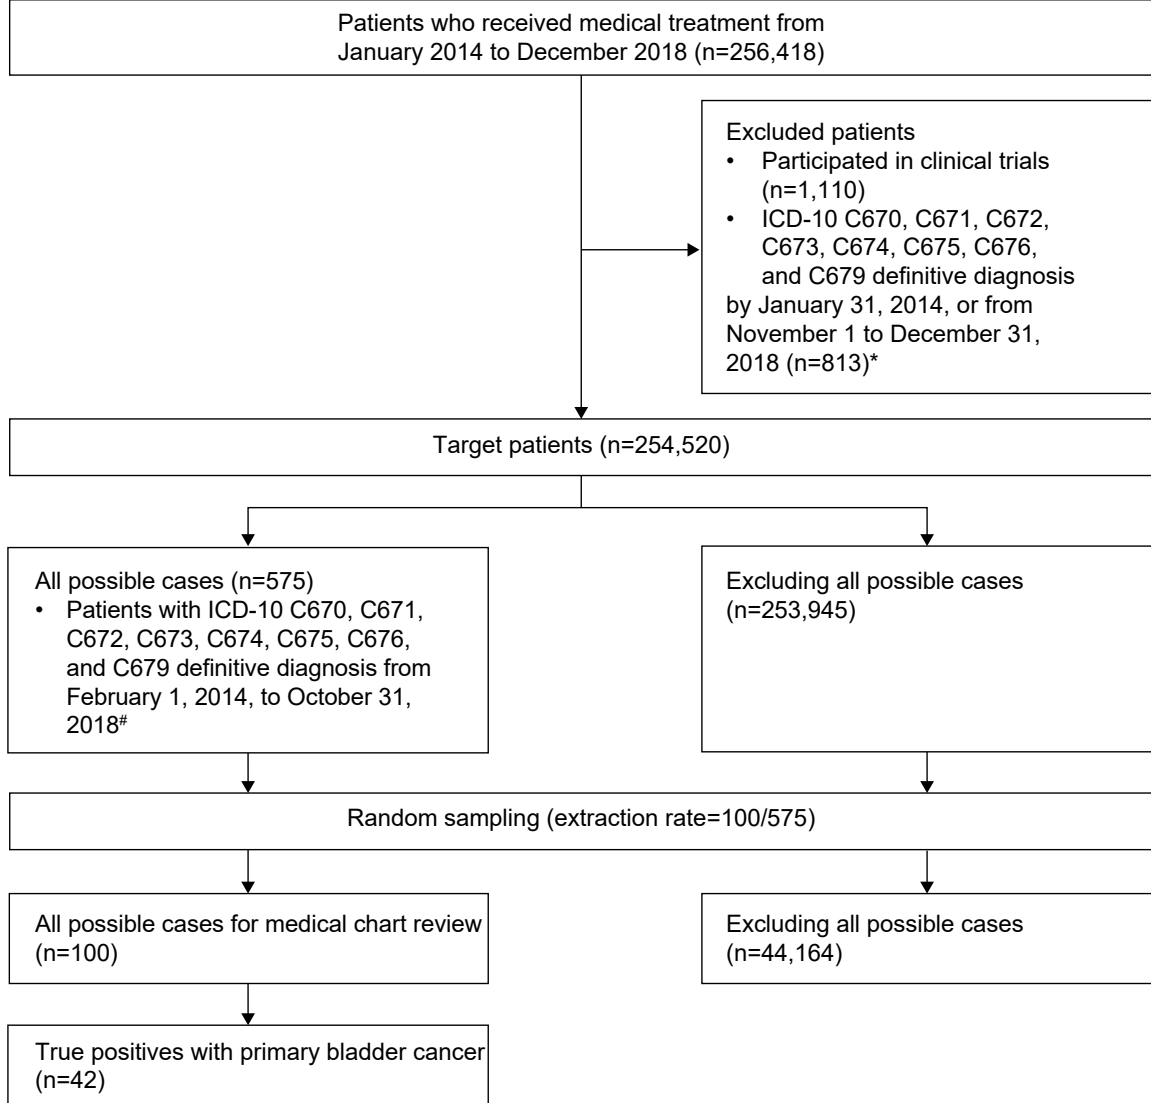 Patients who received medical treatment from
January 2014 to December 2018 (n=256,418)
Excluded patients
• Participated in clinical trials
(n=1,110)
• ICD-10 C670, C671, C672,
C673, C674, C675, C676,
and C679 definitive diagnosis
by January 31, 2014, or from
November 1 to December 31,
2018 (n=813)*
Target patients (n=254,520)
All possible cases (n=575)
• Patients with ICD-10 C670, C671,
C672, C673, C674, C675, C676,
and C679 definitive diagnosis from
February 1, 2014, to October 31,
2018#
Excluding all possible cases
(n=253,945)
Random sampling (extraction rate=100/575)
All possible cases for medical chart review
(n=100)
Excluding all possible cases
(n=44,164)
True positives with primary bladder cancer
(n=42)